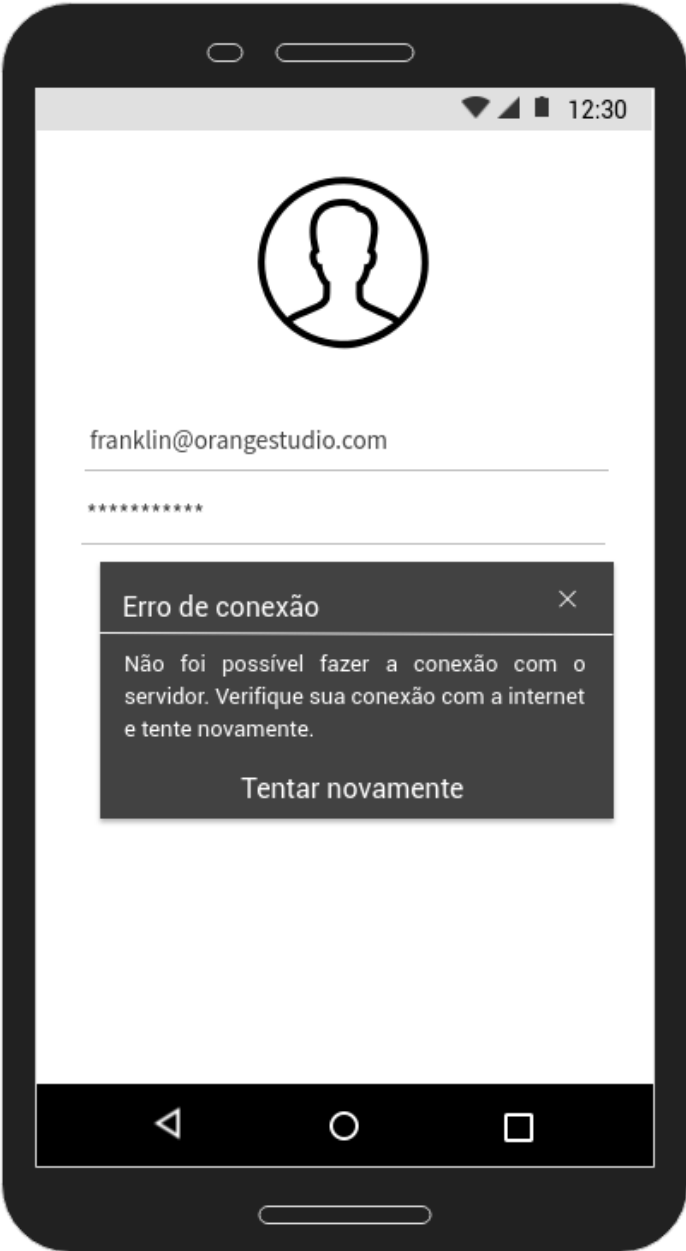 12:30
franklin@orangestudio.com
***********
Erro de conexão
Não foi possível fazer a conexão com o
servidor. Verifique sua conexão com a internet
e tente novamente.
Tentar novamente